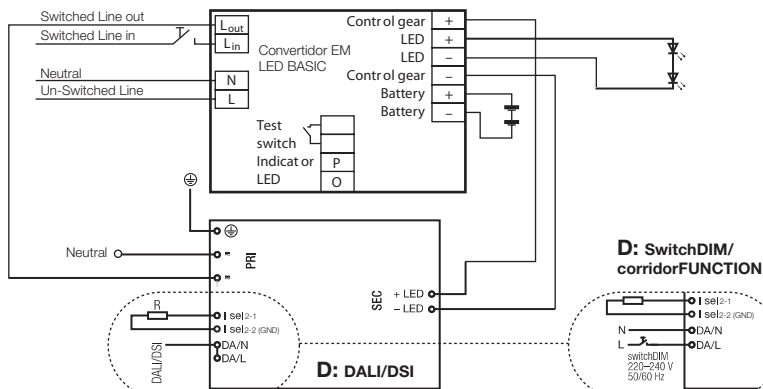 Switched Line out
Switched Line in
Neutral
Un-Switched Line
Lout
Lin
N
L
Convertidor EM
LED BASIC
Control gear +
LED +
LED –
Control gear –
Battery +
Battery –
Test
switch
Indicat or
LED
P
O
Neutral
PRI
SEC
+ LED
– LED
R
I sel2-1
I sel2-2 (GND)
DA/N
DA/L
DALI/DSI
D: DALI/DSI
D: SwitchDIM/
corridorFUNCTION
I sel2-1
I sel2-2 (GND)
N
DA/N
L
DA/L
switchDIM
220–240 V
50/60 Hz